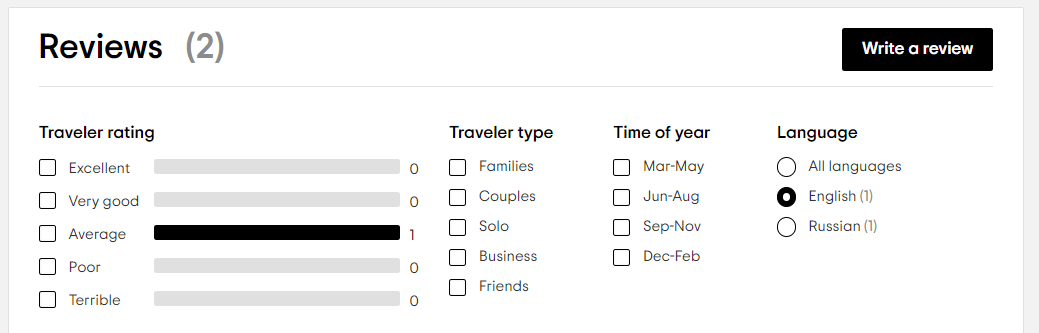 Reviews (2)
Write a review
Traveler rating
Excellent 0
Very good 0
Average 1
Poor 0
Terrible 0
Traveler type
Families
Couples
Solo
Business
Friends
Time of year
Mar-May
Jun-Aug
Sep-Nov
Dec-Feb
Language
All languages
English (1)
Russian (1)